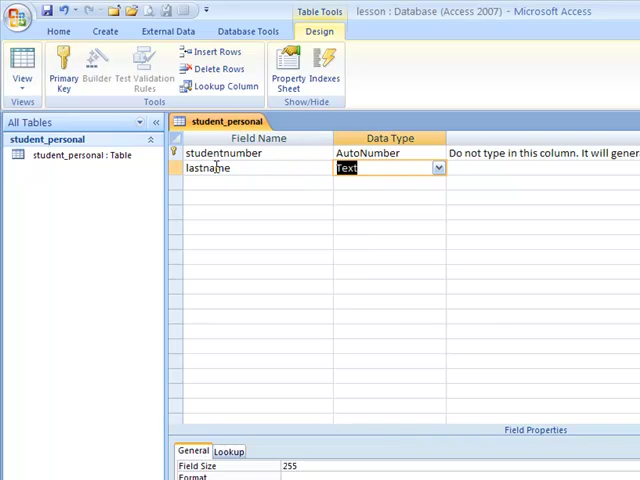 Table Tools
lesson : Database (Access 2007) - Microsoft Access
Home
Create
External Data
Database Tools
Design
View
Primary
Key
Builder
Test Validation
Rules
Insert Rows
Delete Rows
Lookup Column
Property
Sheet
Indexes
Views
Tools
Show/Hide
All Tables
student_personal
student_personal : Table
student_personal
Field Name
Data Type
studentnumber
AutoNumber
Do not type in this column. It will gener
lastname
Text
Field Properties
General
Lookup
Field Size
255
Format